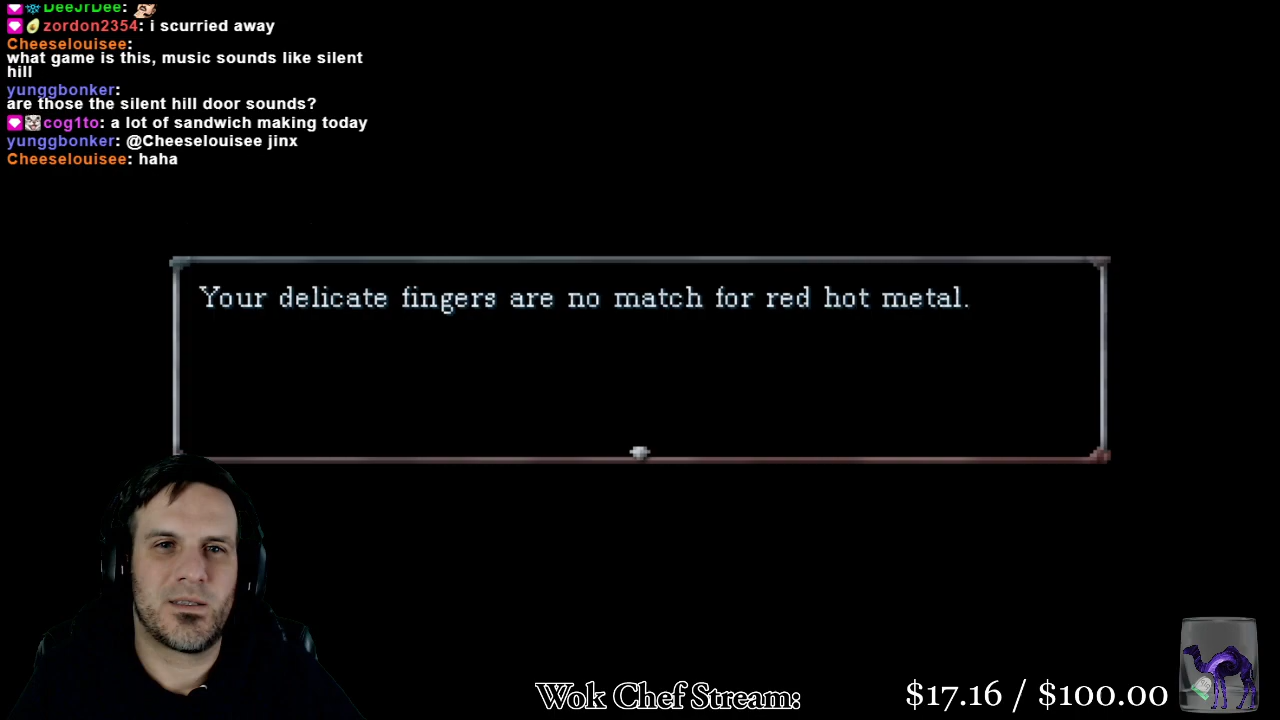 DeeJrDee:
zordon2354: i scurried away
Cheeselouisee:
what game is this, music sounds like silent
hill
yunggbonker:
are those the silent hill door sounds?
cog1to: a lot of sandwich making today
yunggbonker: @Cheeselouisee jinx
Cheeselouisee: haha
Your delicate fingers are no match for red hot metal.
Wok Chef Stream: $17.16 / $100.00